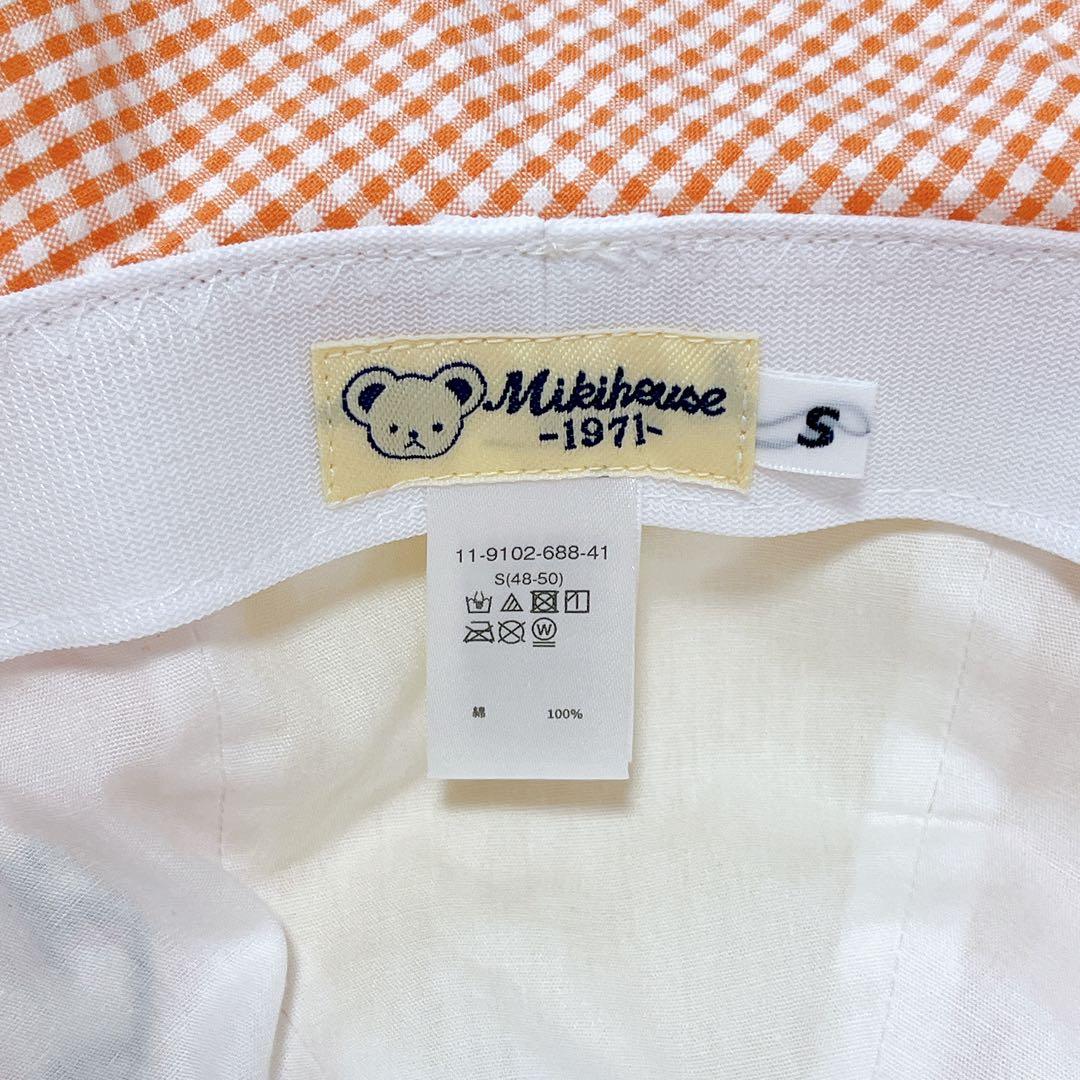 Mikihouse
-1971-
S
11-9102-688-41
S(48-50)
W
綿 100%